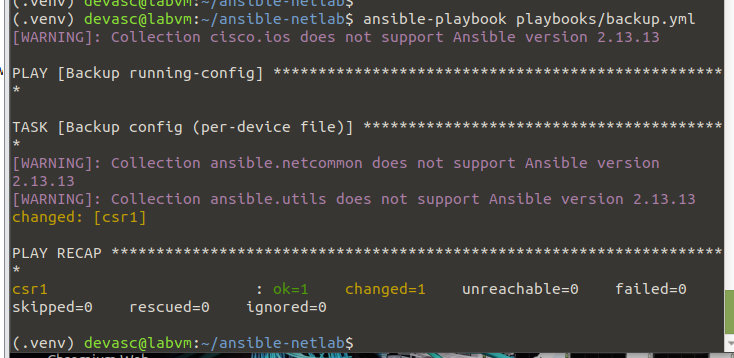 (.venv) devasc@labvm:~/ansible-netlab$
(.venv) devasc@labvm:~/ansible-netlab$ ansible-playbook playbooks/backup.yml
[WARNING]: Collection cisco.ios does not support Ansible version 2.13.13
PLAY [Backup running-config] **************************************************
*
TASK [Backup config (per-device file)] ****************************************
*
[WARNING]: Collection ansible.netcommon does not support Ansible version
2.13.13
[WARNING]: Collection ansible.utils does not support Ansible version 2.13.13
changed: [csr1]
PLAY RECAP ********************************************************************
*
csr1                       : ok=1    changed=1    unreachable=0    failed=0
skipped=0    rescued=0    ignored=0
(.venv) devasc@labvm:~/ansible-netlab$
Chromium Web